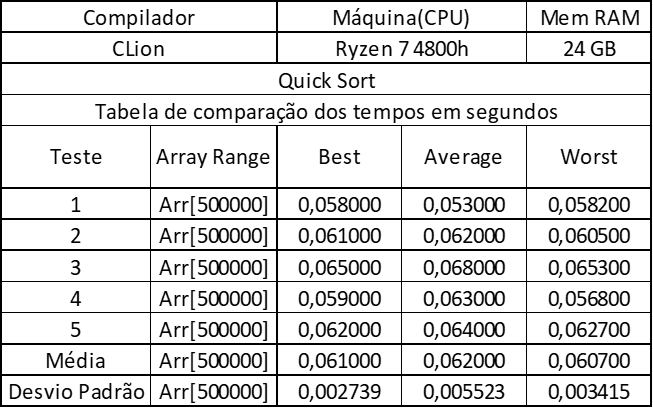 Compilador Máquina(CPU) Mem RAM
CLion Ryzen 7 4800h 24 GB
Quick Sort
Tabela de comparação dos tempos em segundos
Teste Array Range Best Average Worst
1 Arr[500000] 0,058000 0,053000 0,058200
2 Arr[500000] 0,061000 0,062000 0,060500
3 Arr[500000] 0,065000 0,068000 0,065300
4 Arr[500000] 0,059000 0,063000 0,056800
5 Arr[500000] 0,062000 0,064000 0,062700
Média Arr[500000] 0,061000 0,062000 0,060700
Desvio Padrão Arr[500000] 0,002739 0,005523 0,003415